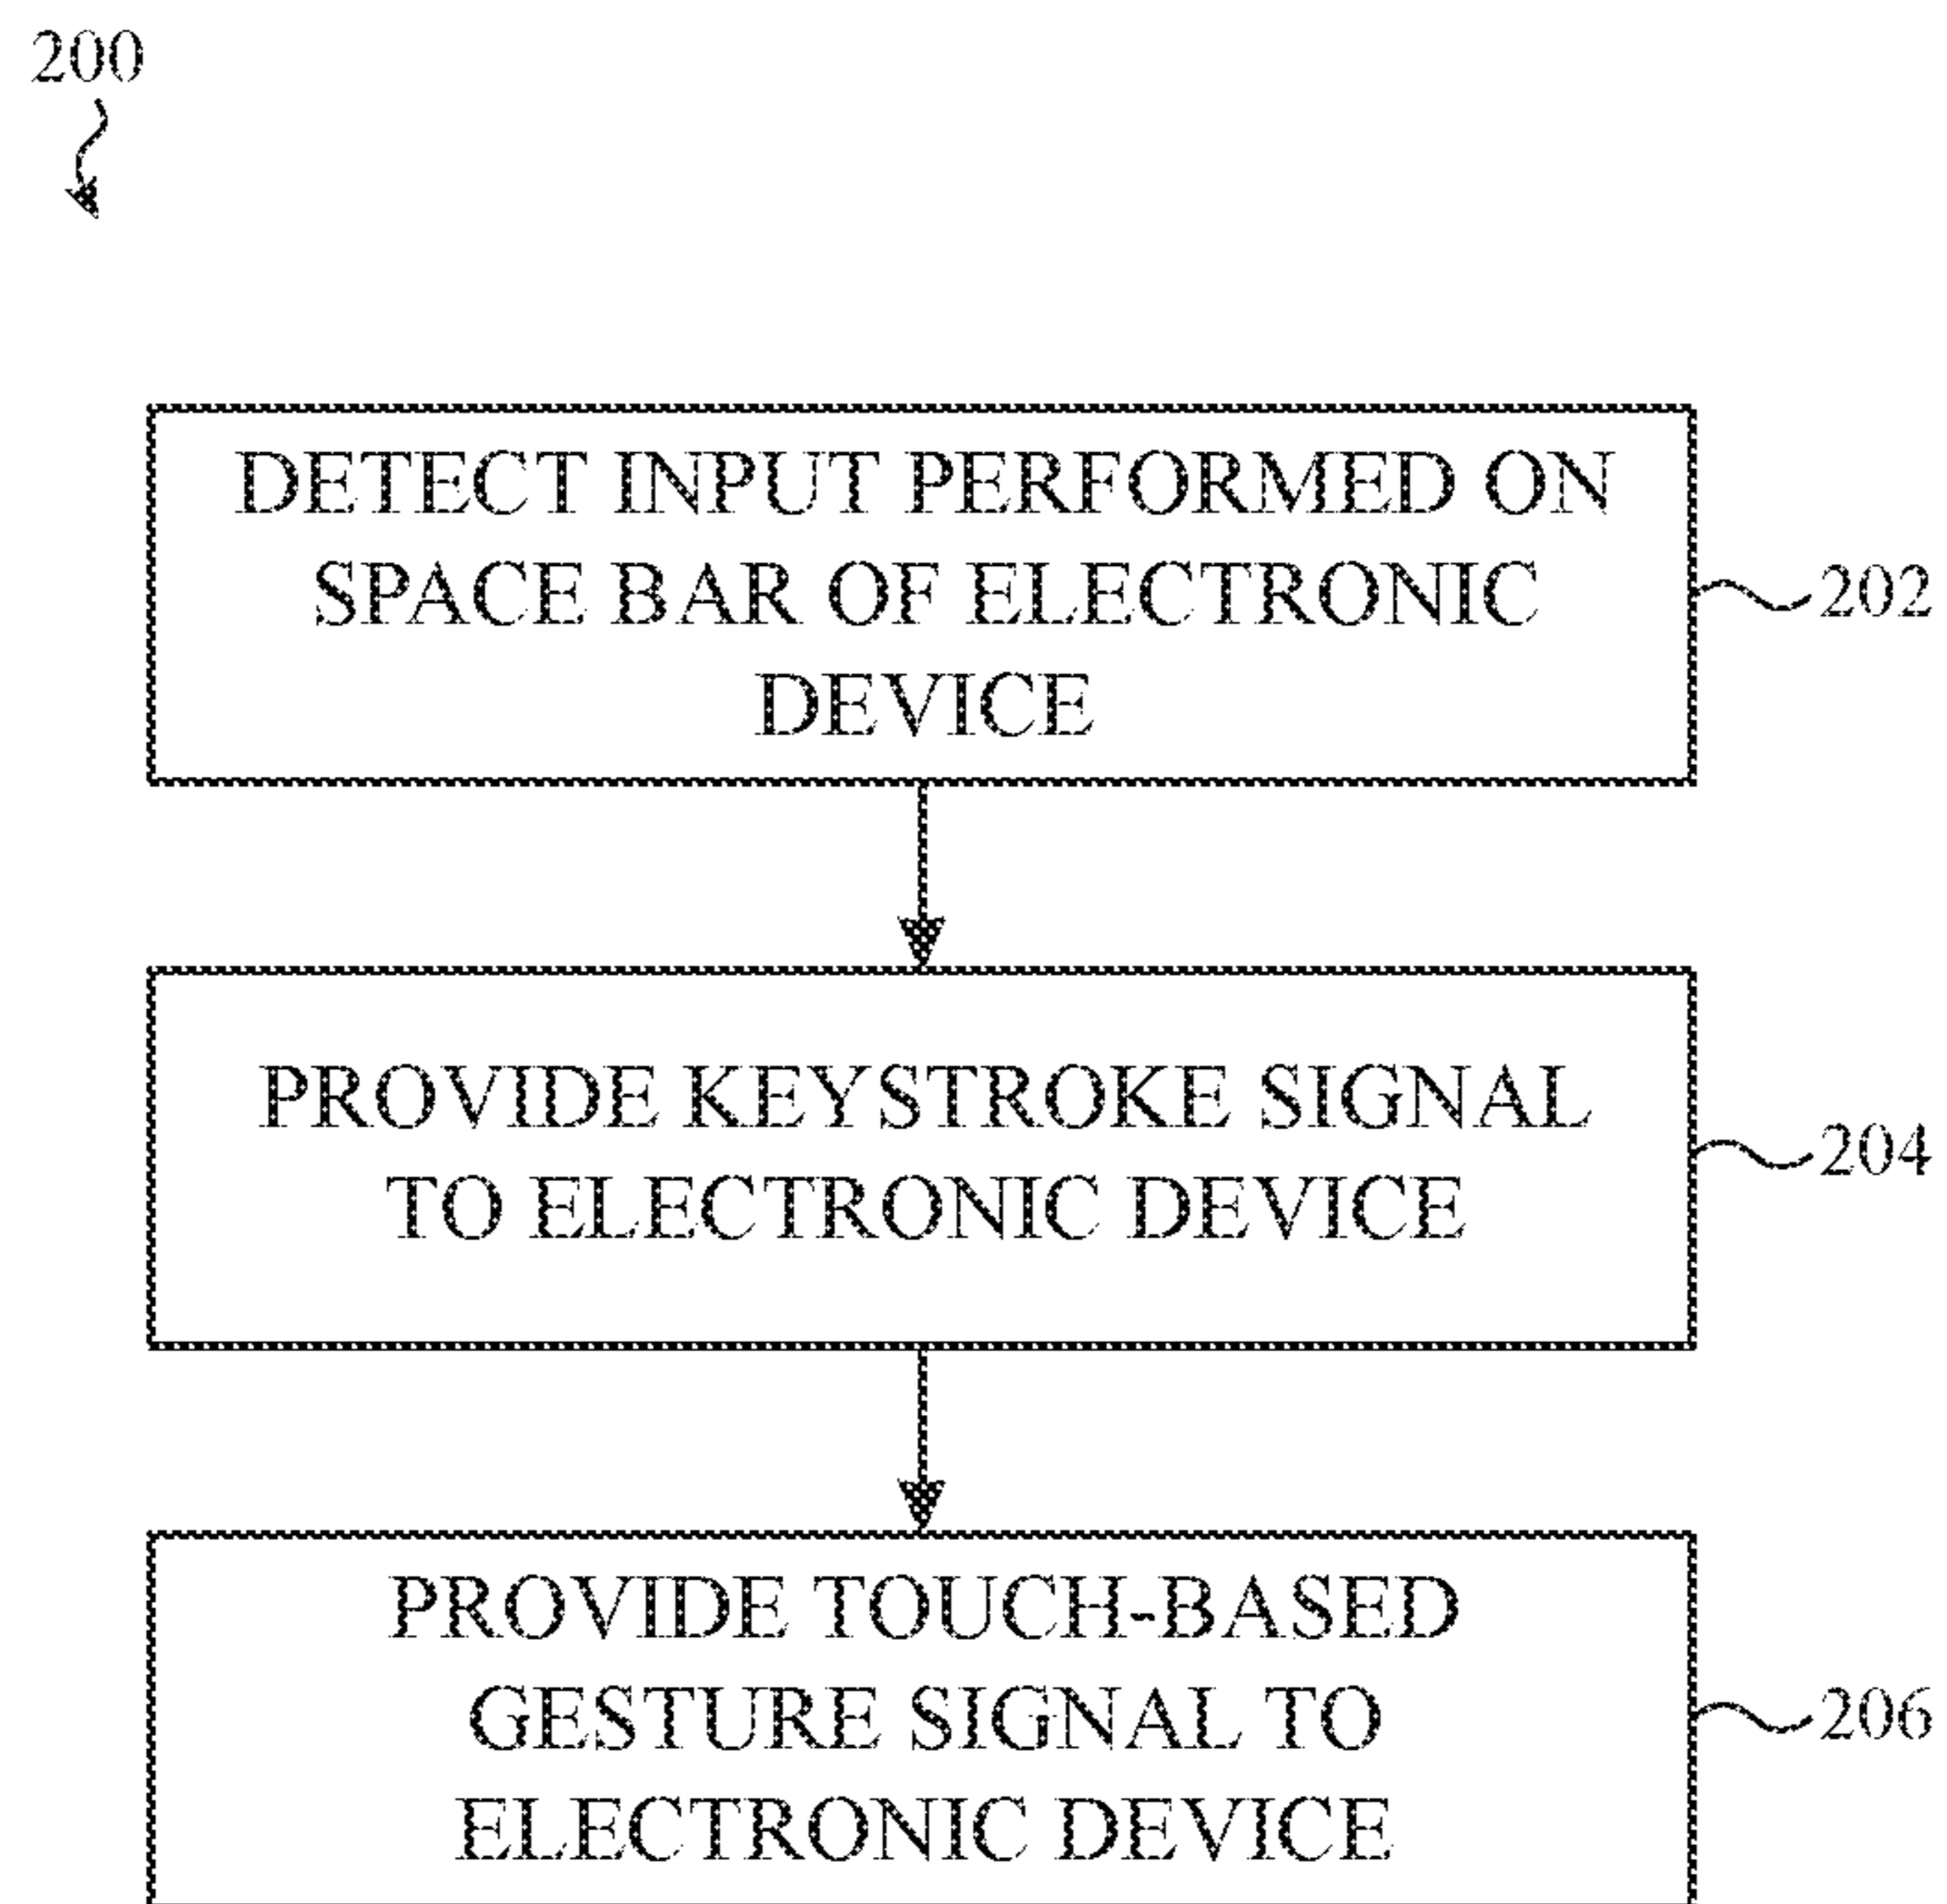 200
DETECT INPUT PERFORMED ON
SPACE BAR OF ELECTRONIC
DEVICE
202
PROVIDE KEYSTROKE SIGNAL
TO ELECTRONIC DEVICE
204
PROVIDE TOUCH-BASED
GESTURE SIGNAL TO
ELECTRONIC DEVICE
206